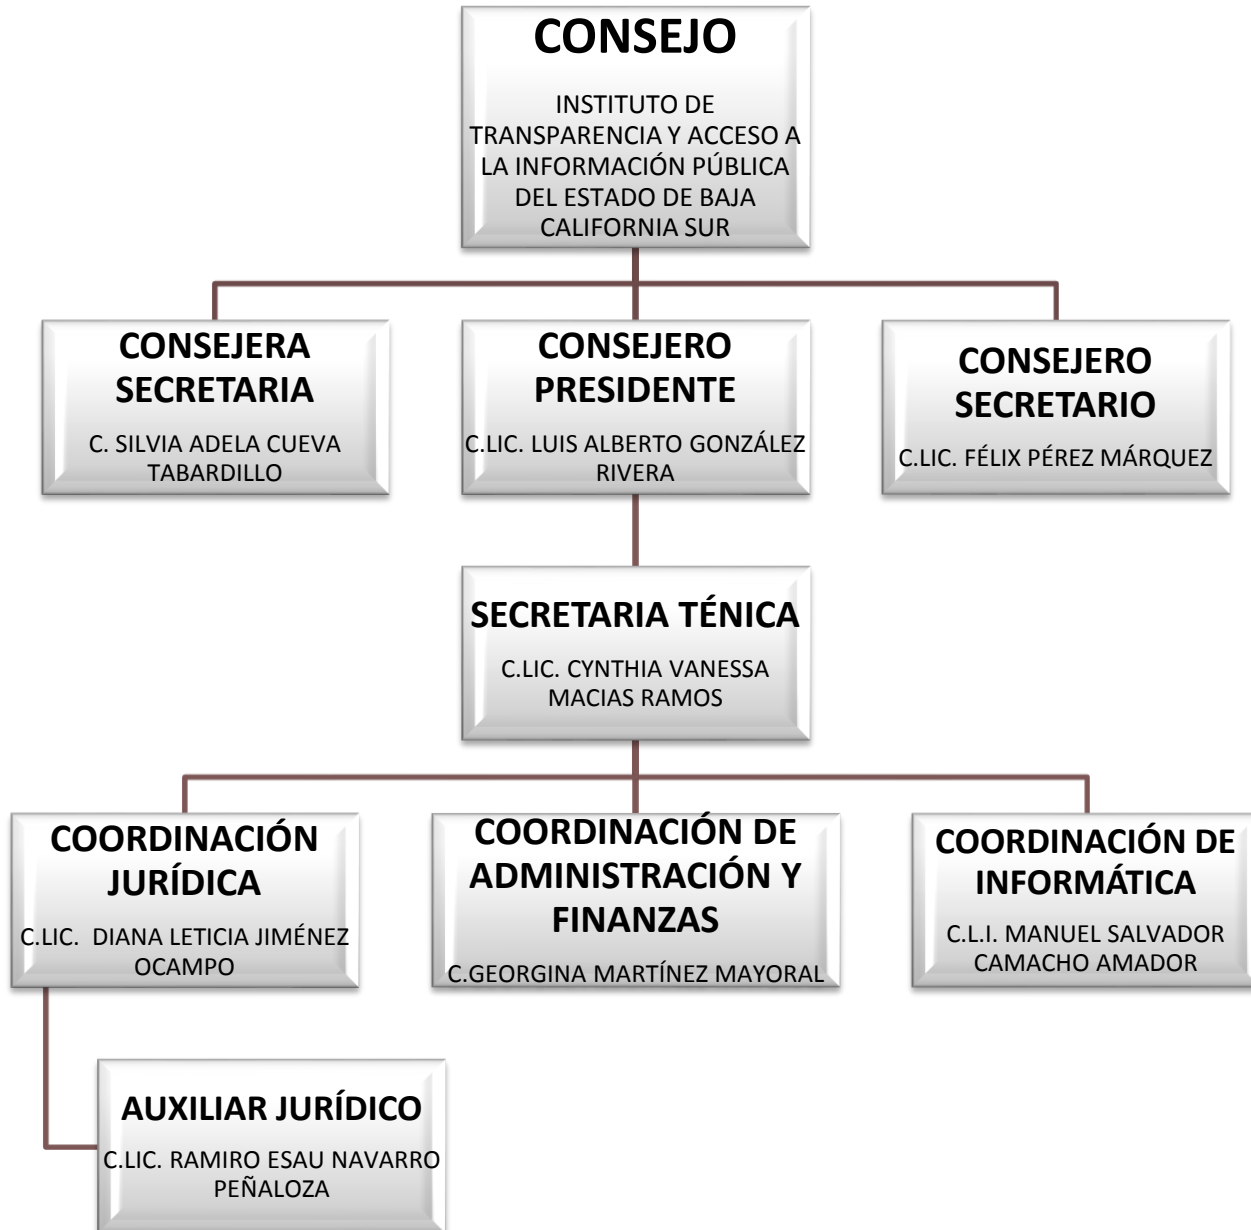 CONSEJO
INSTITUTO DE
TRANSPARENCIA Y ACCESO A
LA INFORMACIÓN PÚBLICA
DEL ESTADO DE BAJA
CALIFORNIA SUR
CONSEJERA
SECRETARIA
C. SILVIA ADELA CUEVA
TABARDILLO
CONSEJERO
PRESIDENTE
C.LIC. LUIS ALBERTO GONZÁLEZ
RIVERA
CONSEJERO
SECRETARIO
C.LIC. FÉLIX PÉREZ MÁRQUEZ
SECRETARIA TÉNICA
C.LIC. CYNTHIA VANESSA
MACIAS RAMOS
COORDINACIÓN
JURÍDICA
C.LIC.  DIANA LETICIA JIMÉNEZ
OCAMPO
COORDINACIÓN DE
ADMINISTRACIÓN Y
FINANZAS
C.GEORGINA MARTÍNEZ MAYORAL
COORDINACIÓN DE
INFORMÁTICA
C.L.I. MANUEL SALVADOR
CAMACHO AMADOR
AUXILIAR JURÍDICO
C.LIC. RAMIRO ESAU NAVARRO
PEÑALOZA